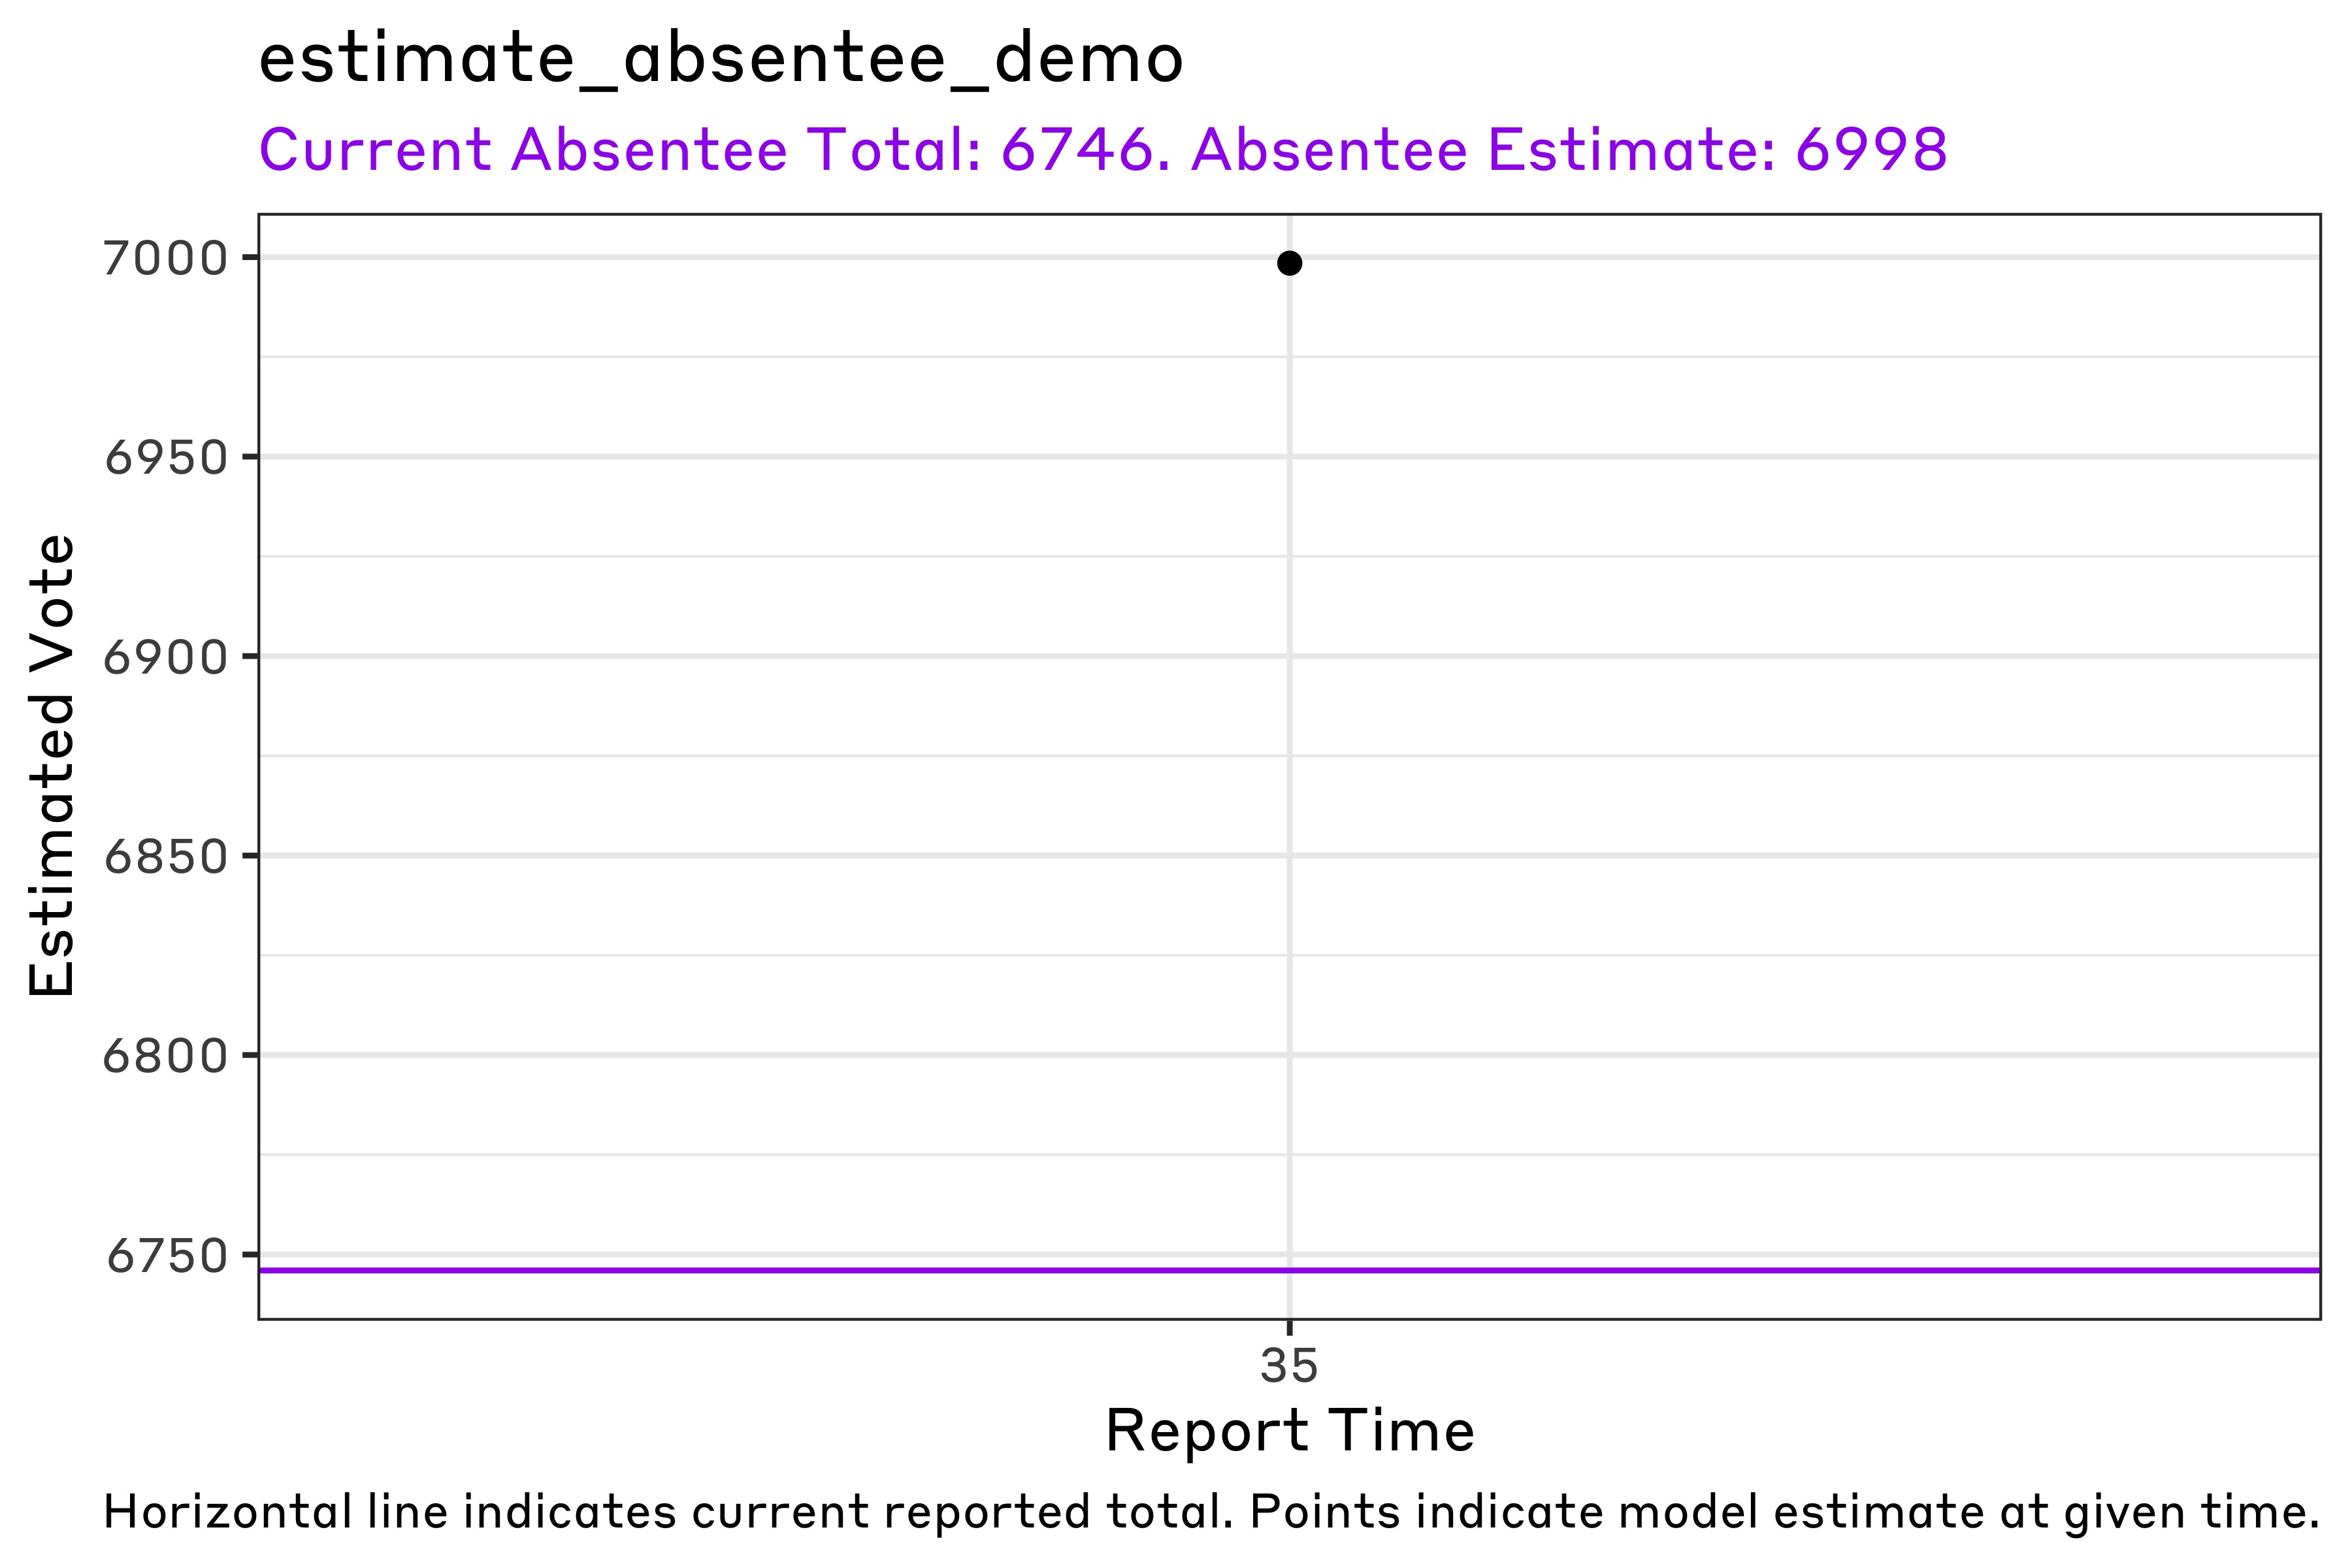 estimate_absentee_demo
Current Absentee Total: 6746. Absentee Estimate: 6998
Estimated Vote
7000
6950
6900
6850
6800
6750
35
Report Time
Horizontal line indicates current reported total. Points indicate model estimate at given time.